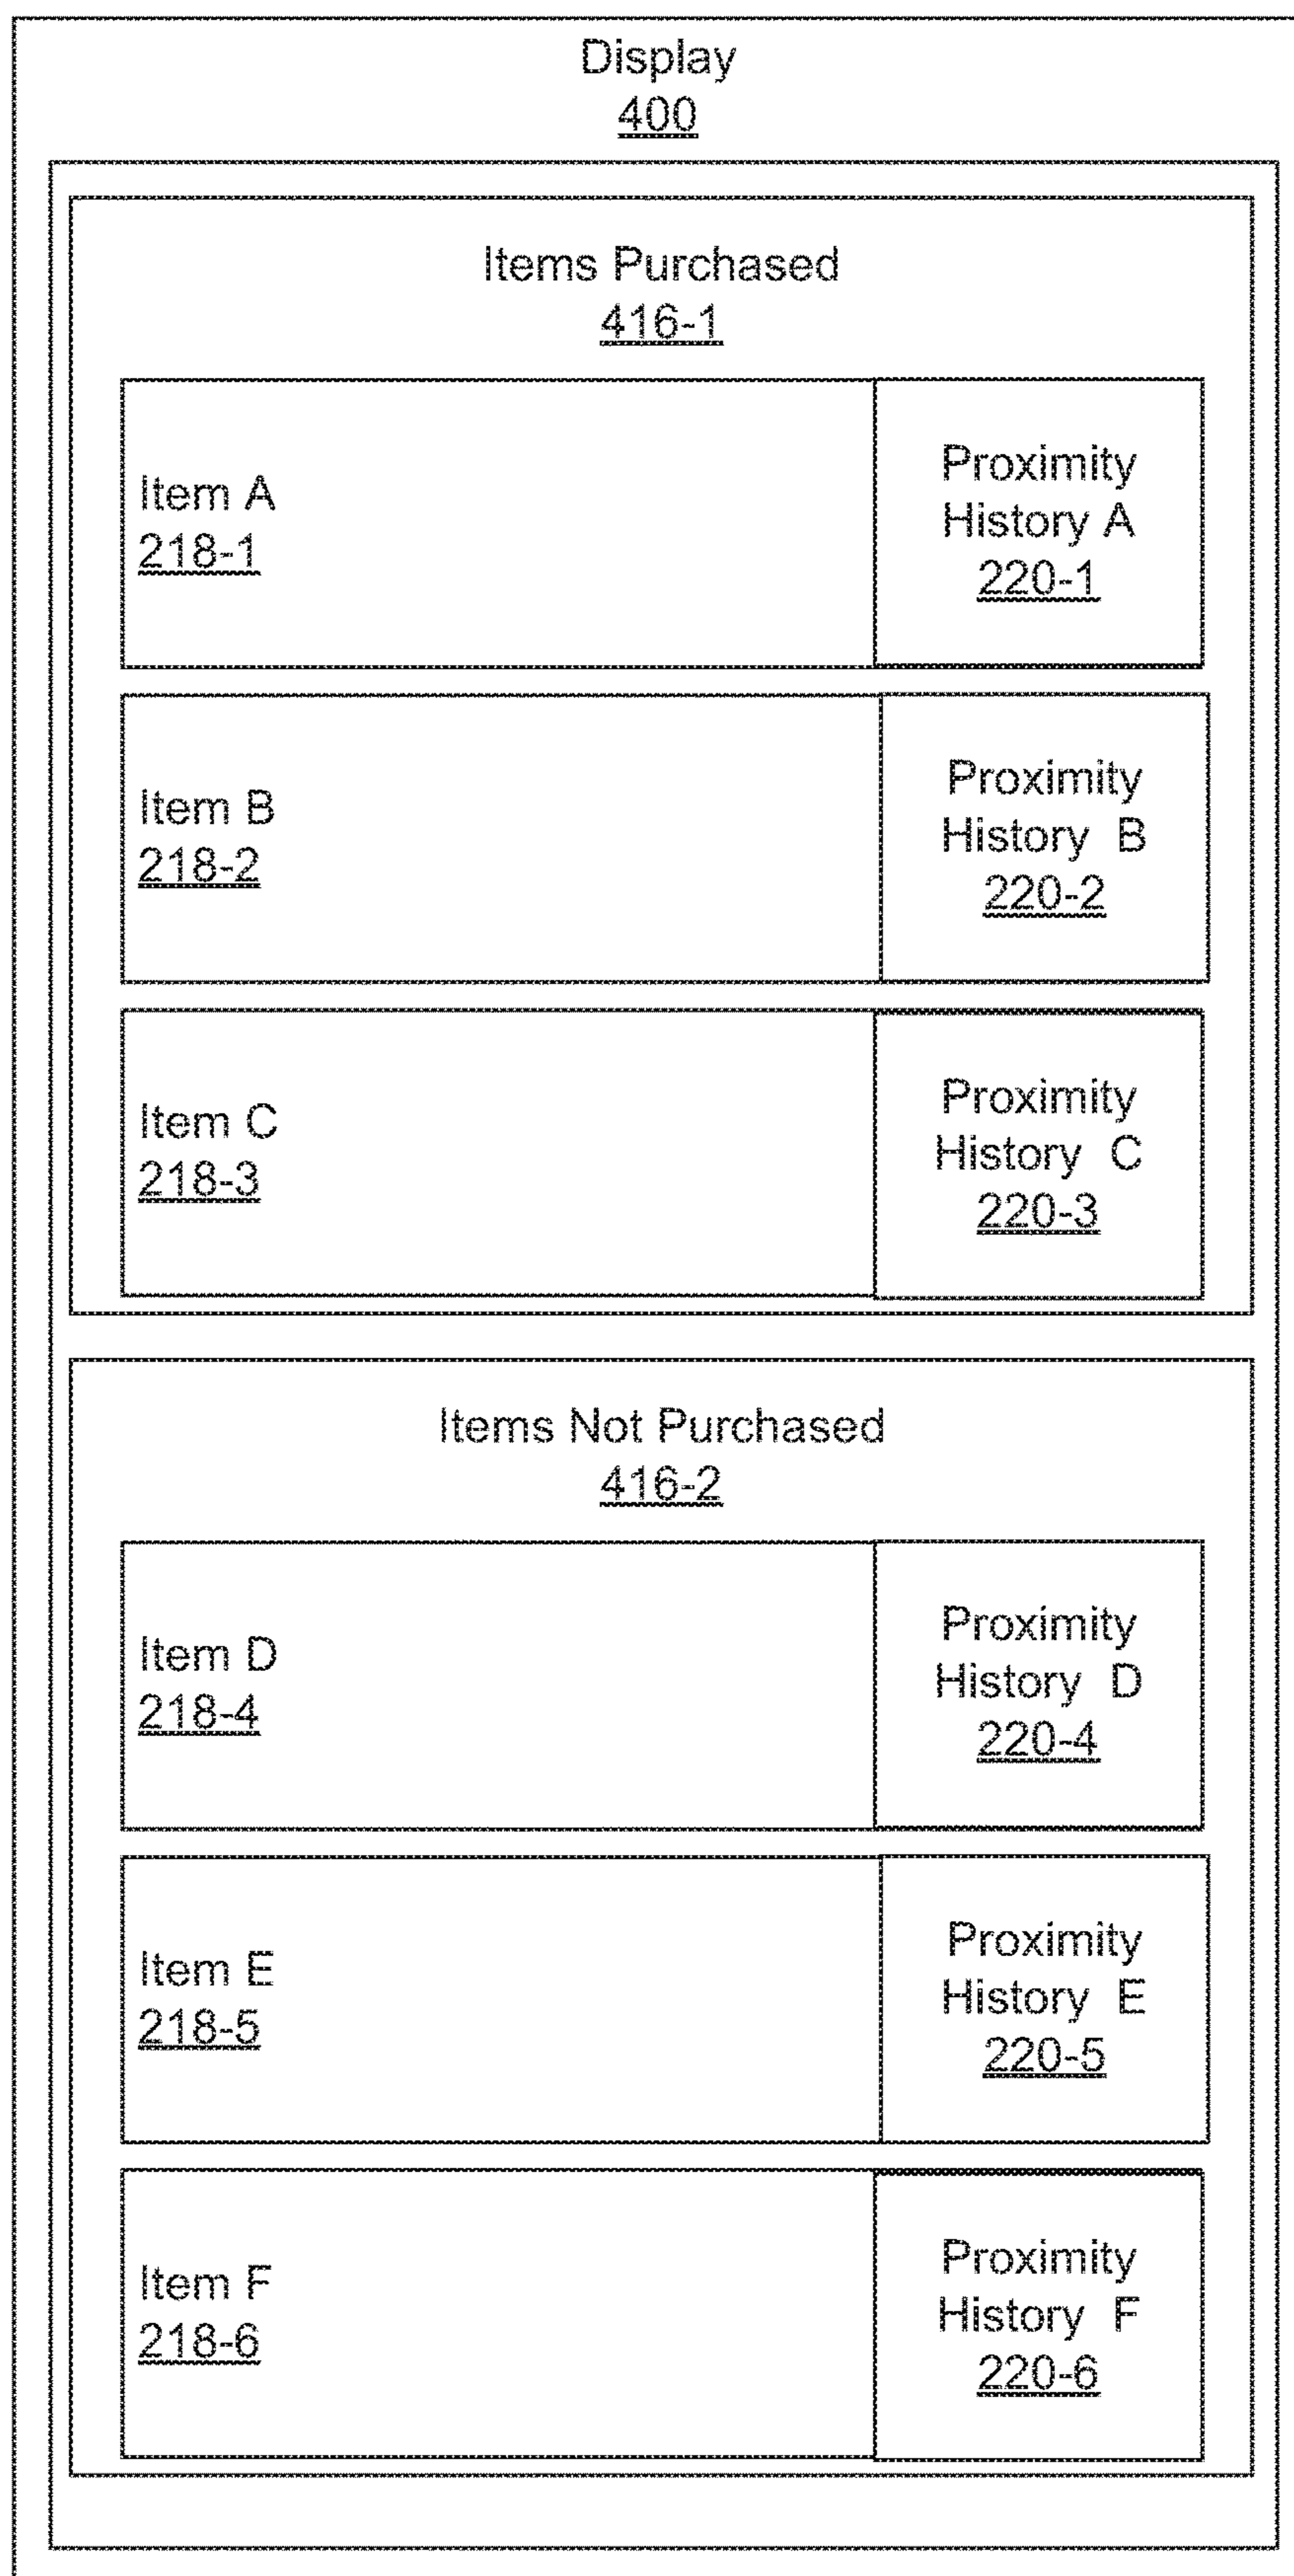 Display
400
Items Purchased
416-1
Item A
218-1
Proximity
History A
220-1
Item B
218-2
Proximity
History B
220-2
Item C
218-3
Proximity
History C
220-3
Items Not Purchased
416-2
Item D
218-4
Proximity
History D
220-4
Item E
218-5
Proximity
History E
220-5
Item F
218-6
Proximity
History F
220-6